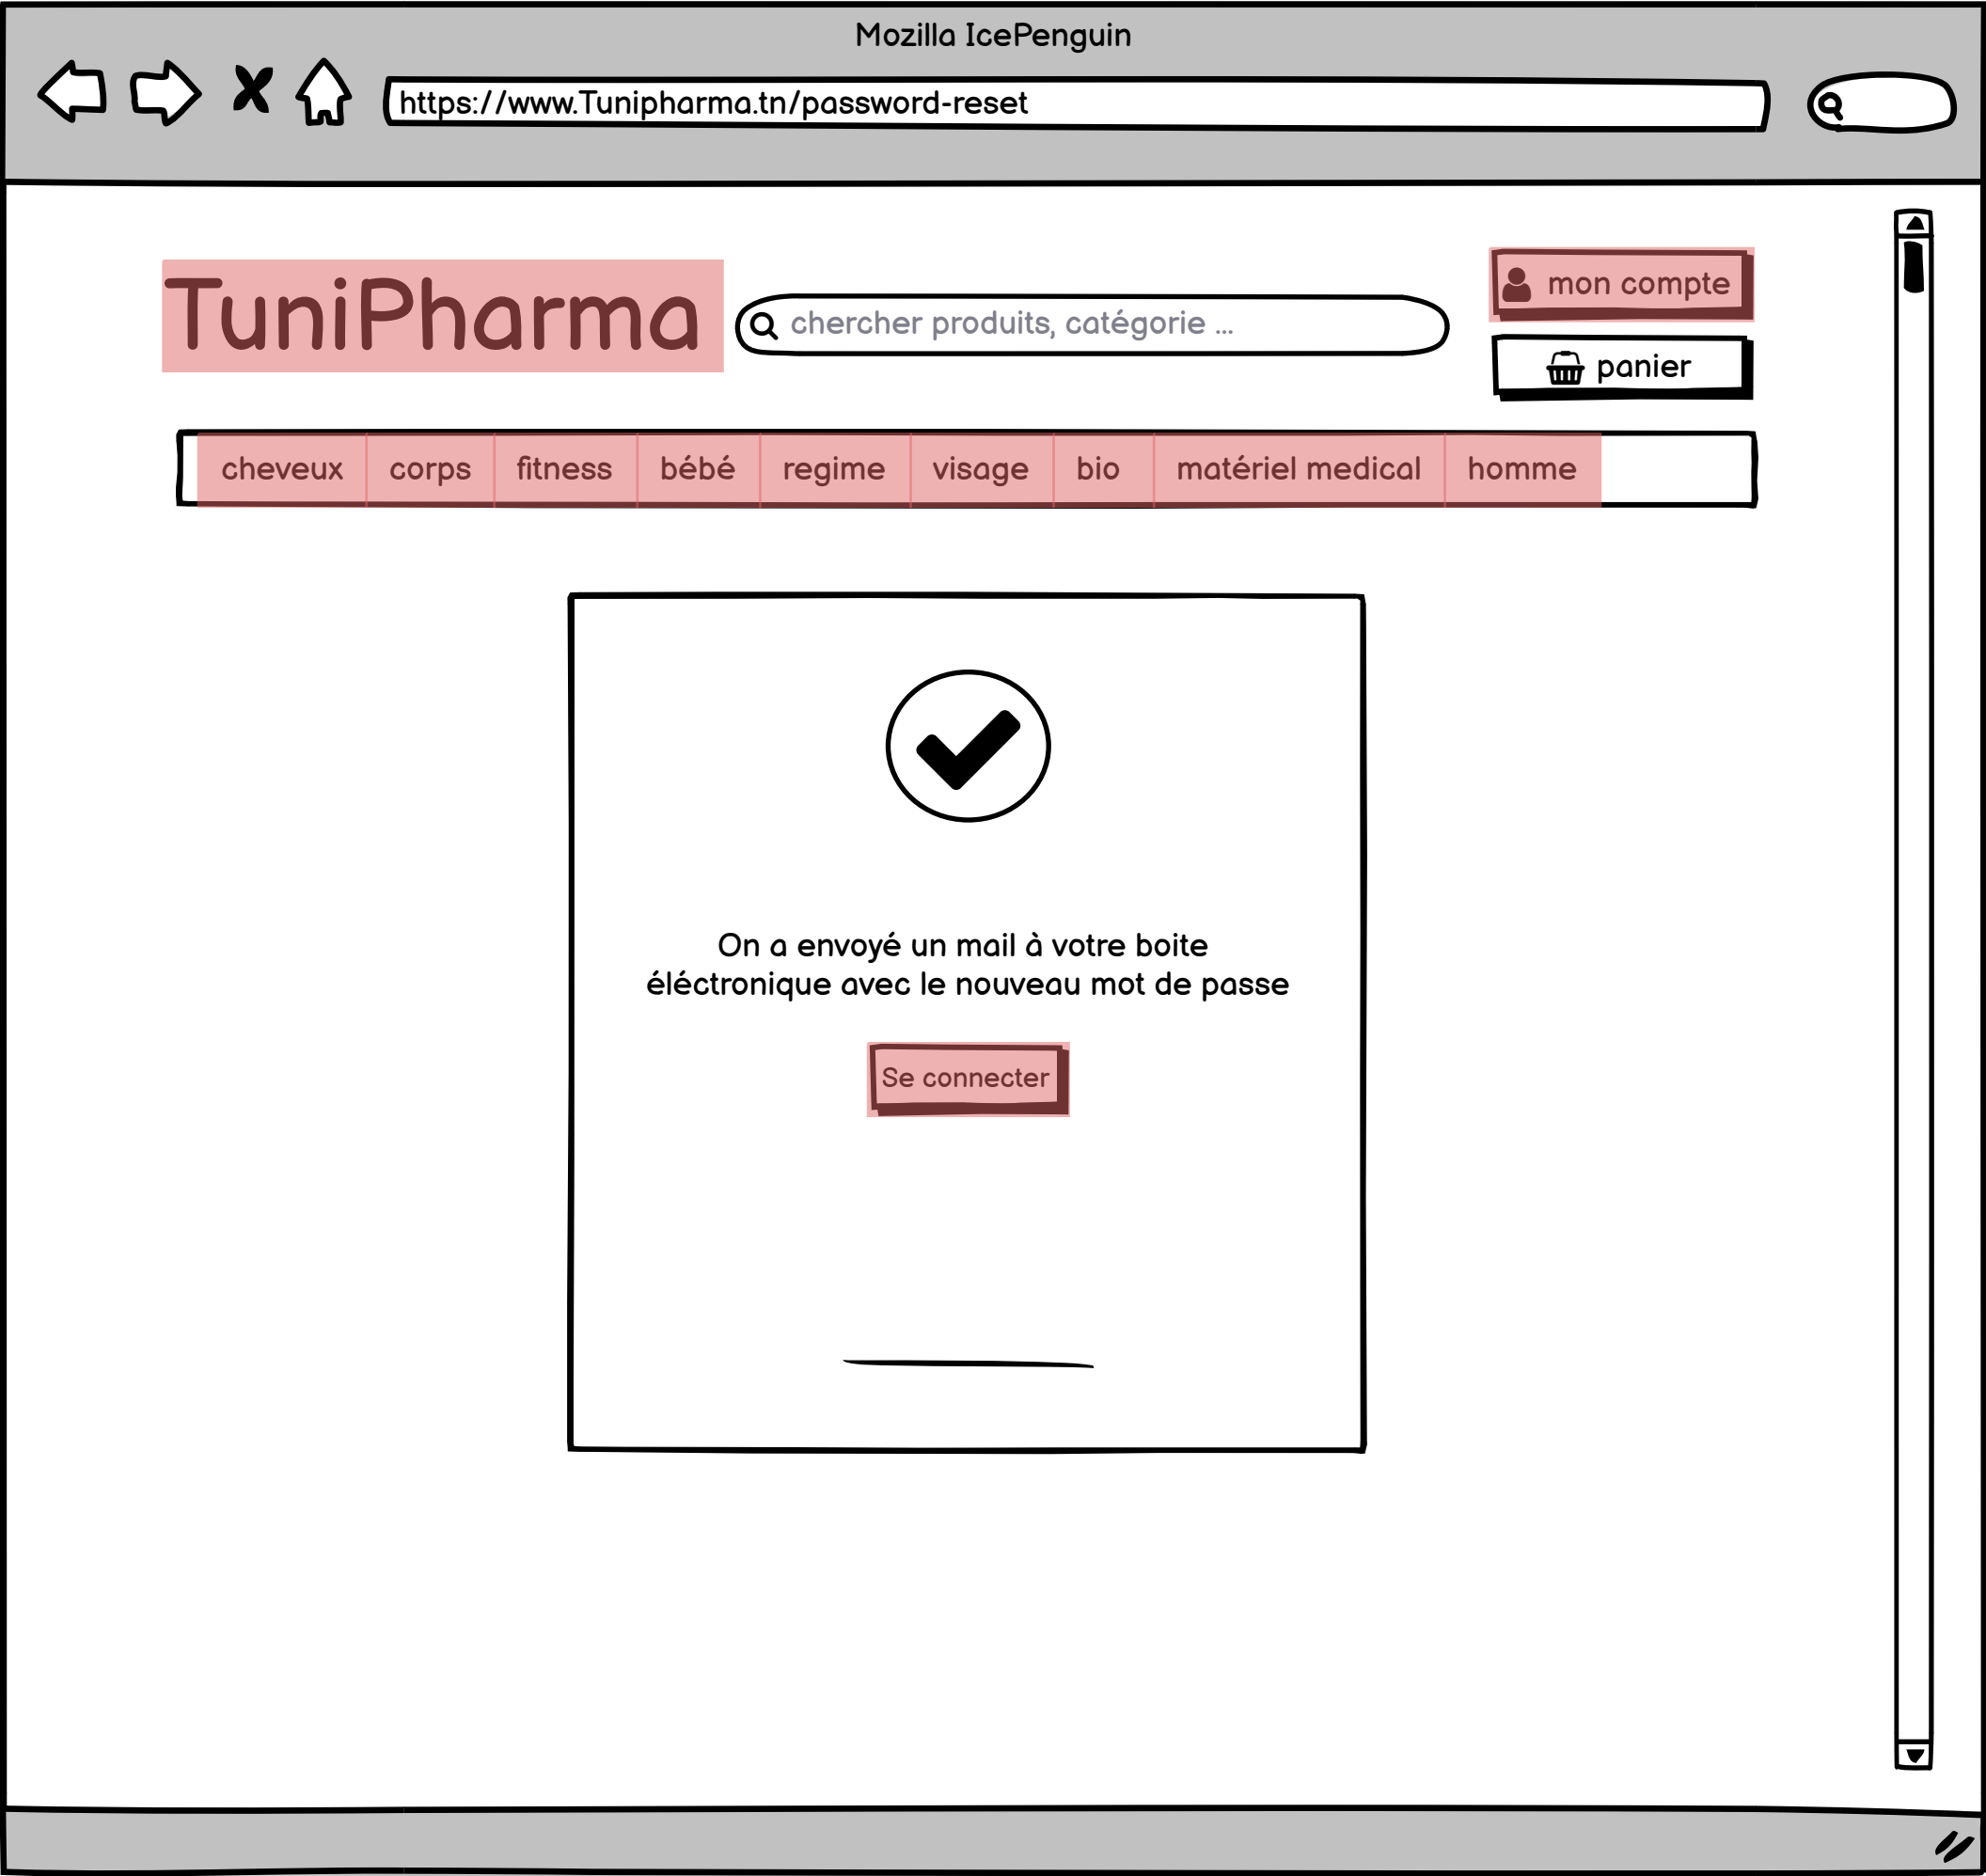 Mozilla IcePenguin
https://www.Tunipharma.tn/password-reset
TuniPharma
chercher produits, catégorie ...
mon compte
panier
cheveux corps fitness bébé regime visage bio matériel medical homme
On a envoyé un mail à votre boite
éléctronique avec le nouveau mot de passe
Se connecter